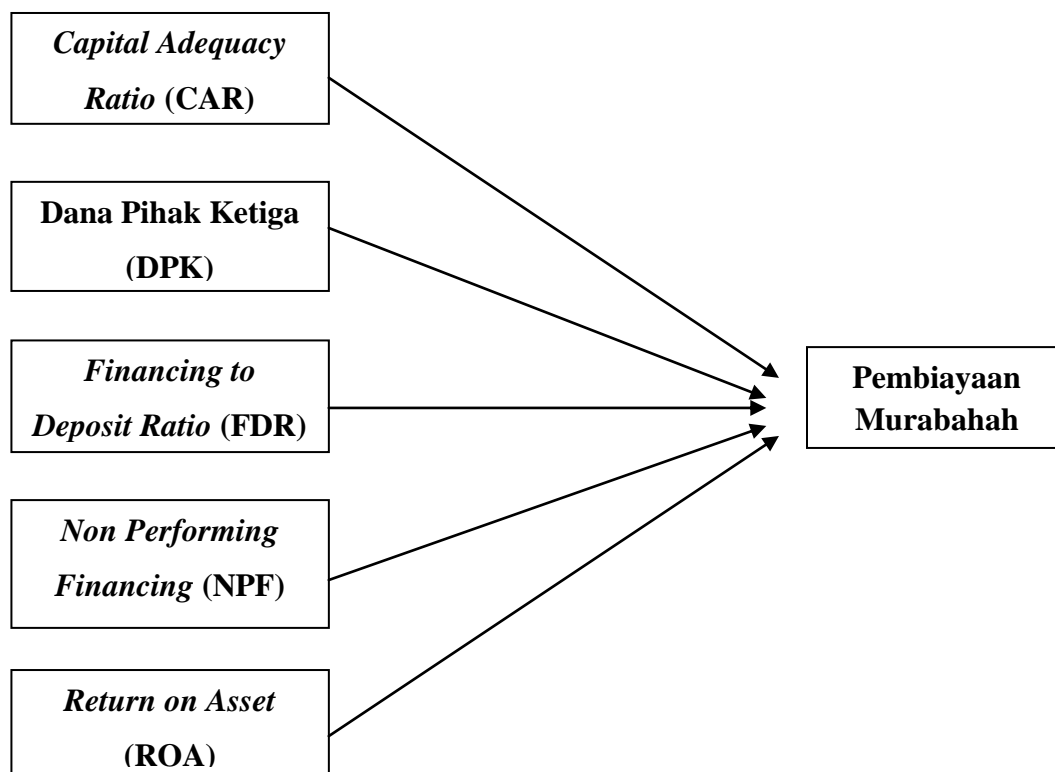 Capital Adequacy
Ratio (CAR)
Dana Pihak Ketiga
(DPK)
Financing to
Deposit Ratio (FDR)
Non Performing
Financing (NPF)
Return on Asset
(ROA)
Pembiayaan
Murabahah